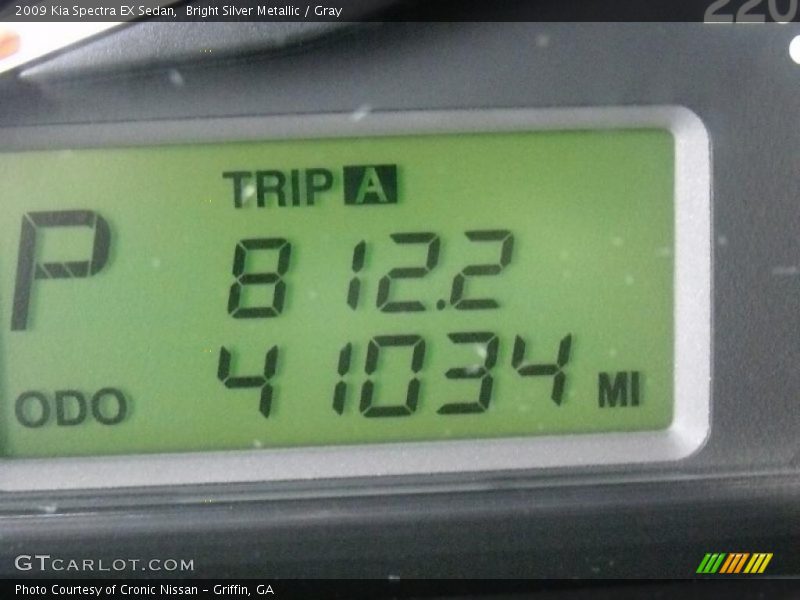 2009 Kia Spectra EX Sedan, Bright Silver Metallic / Gray
220
TRIP A
P
812.2
41034 MI
ODO
GTCARLOT.COM
Photo Courtesy of Cronic Nissan - Griffin, GA